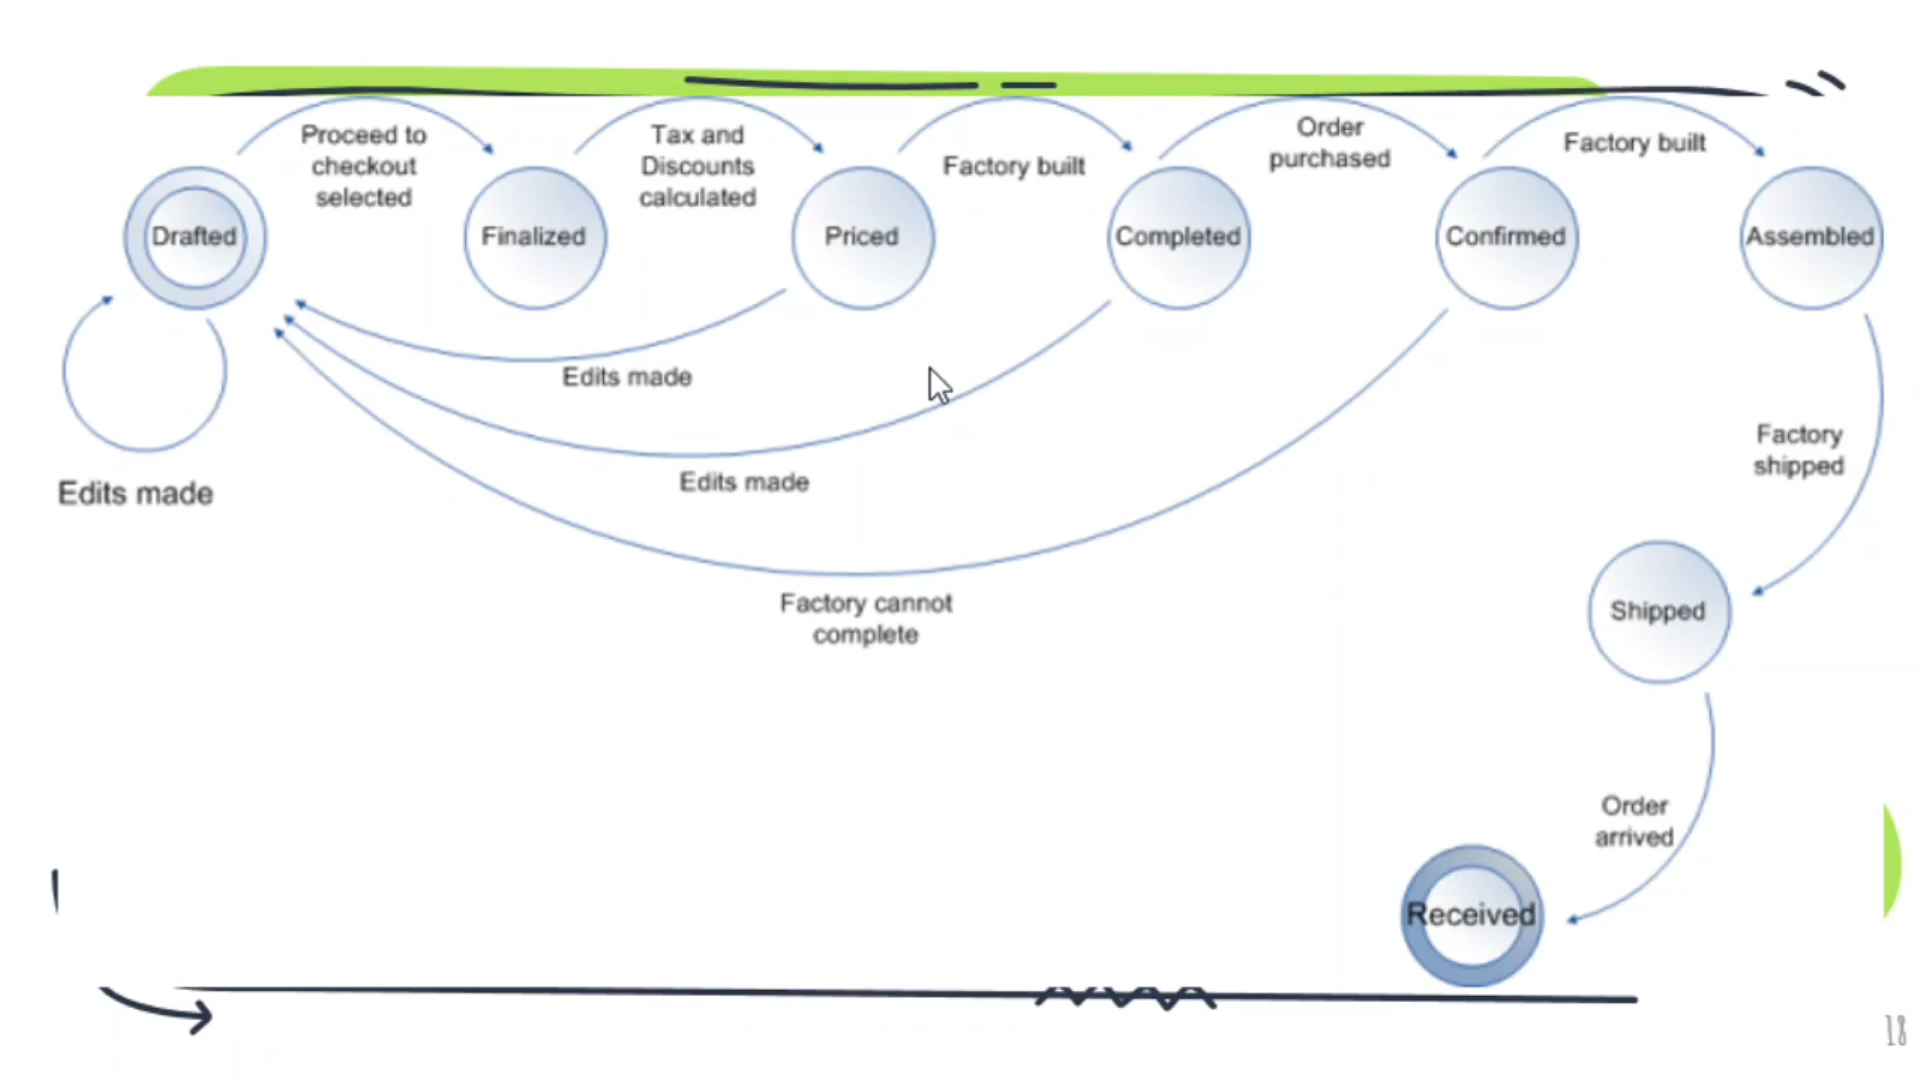 Proceed to
checkout
selected
Tax and
Discounts
calculated
Factory built
Order
purchased
Factory built
Drafted
Finalized
Priced
Completed
Confirmed
Assembled
Edits made
Edits made
Edits made
Factory cannot
complete
Factory
shipped
Shipped
Order
arrived
Received
18